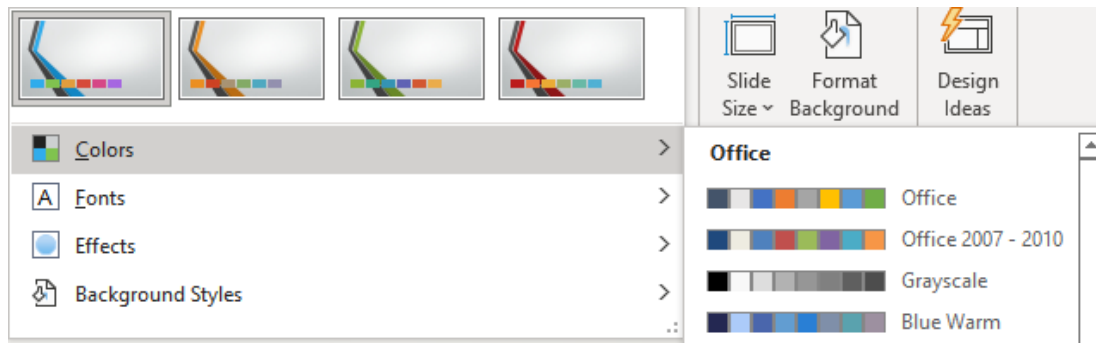 Slide Size
Format Background
Design Ideas
Colors
Fonts
Effects
Background Styles
Office
Office
Office 2007 - 2010
Grayscale
Blue Warm